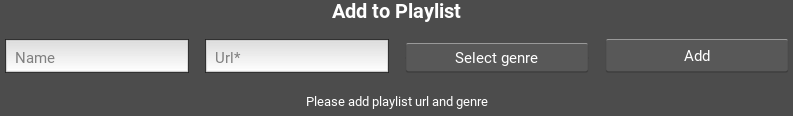 Add to Playlist
Name Url* Select genre Add
Please add playlist url and genre